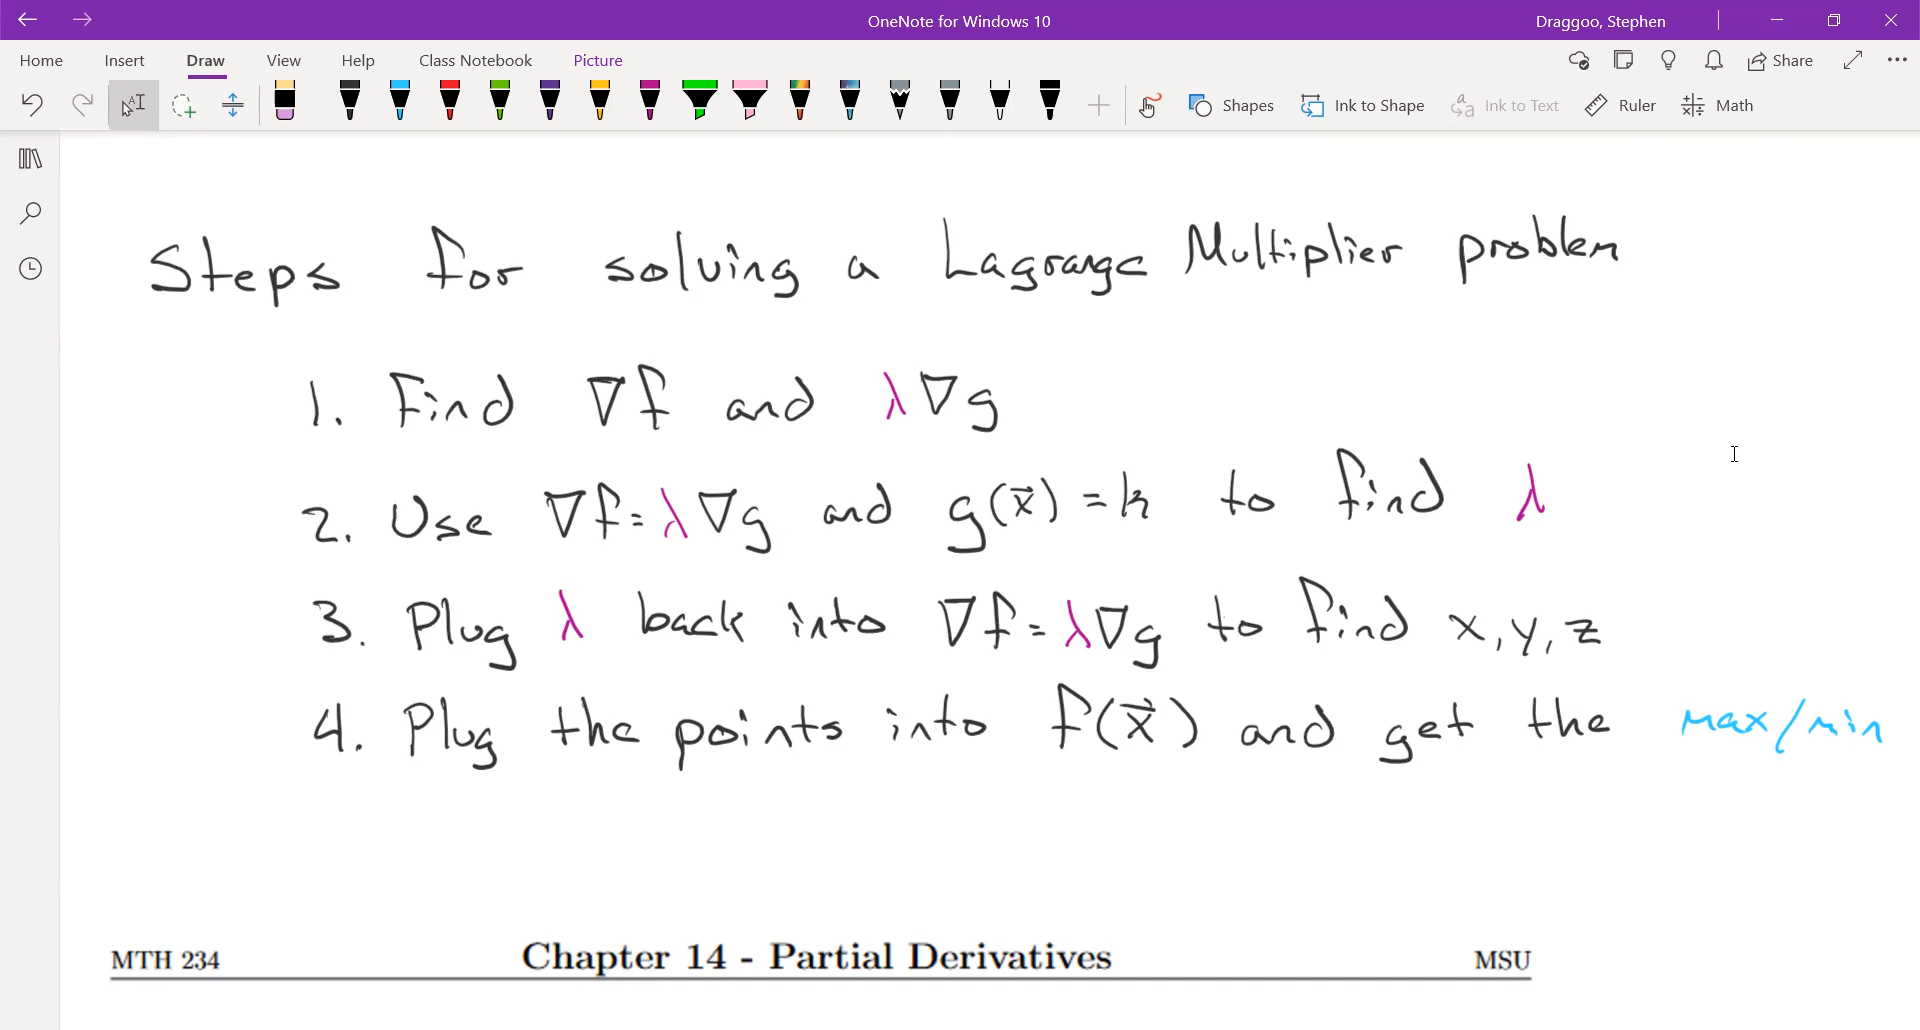 OneNote for Windows 10
Draggoo, Stephen
Home Insert Draw View Help Class Notebook Picture Share
Shapes Ink to Shape Ink to Text Ruler Math
Steps for solving a Lagrange Multiplier problem
1. Find ∇f and λ∇g
2. Use ∇f = λ∇g and g(x⃗) = k to find λ
3. Plug λ back into ∇f = λ∇g to find x, y, z
4. Plug the points into f(x⃗) and get the max/min
MTH 234 Chapter 14 - Partial Derivatives MSU